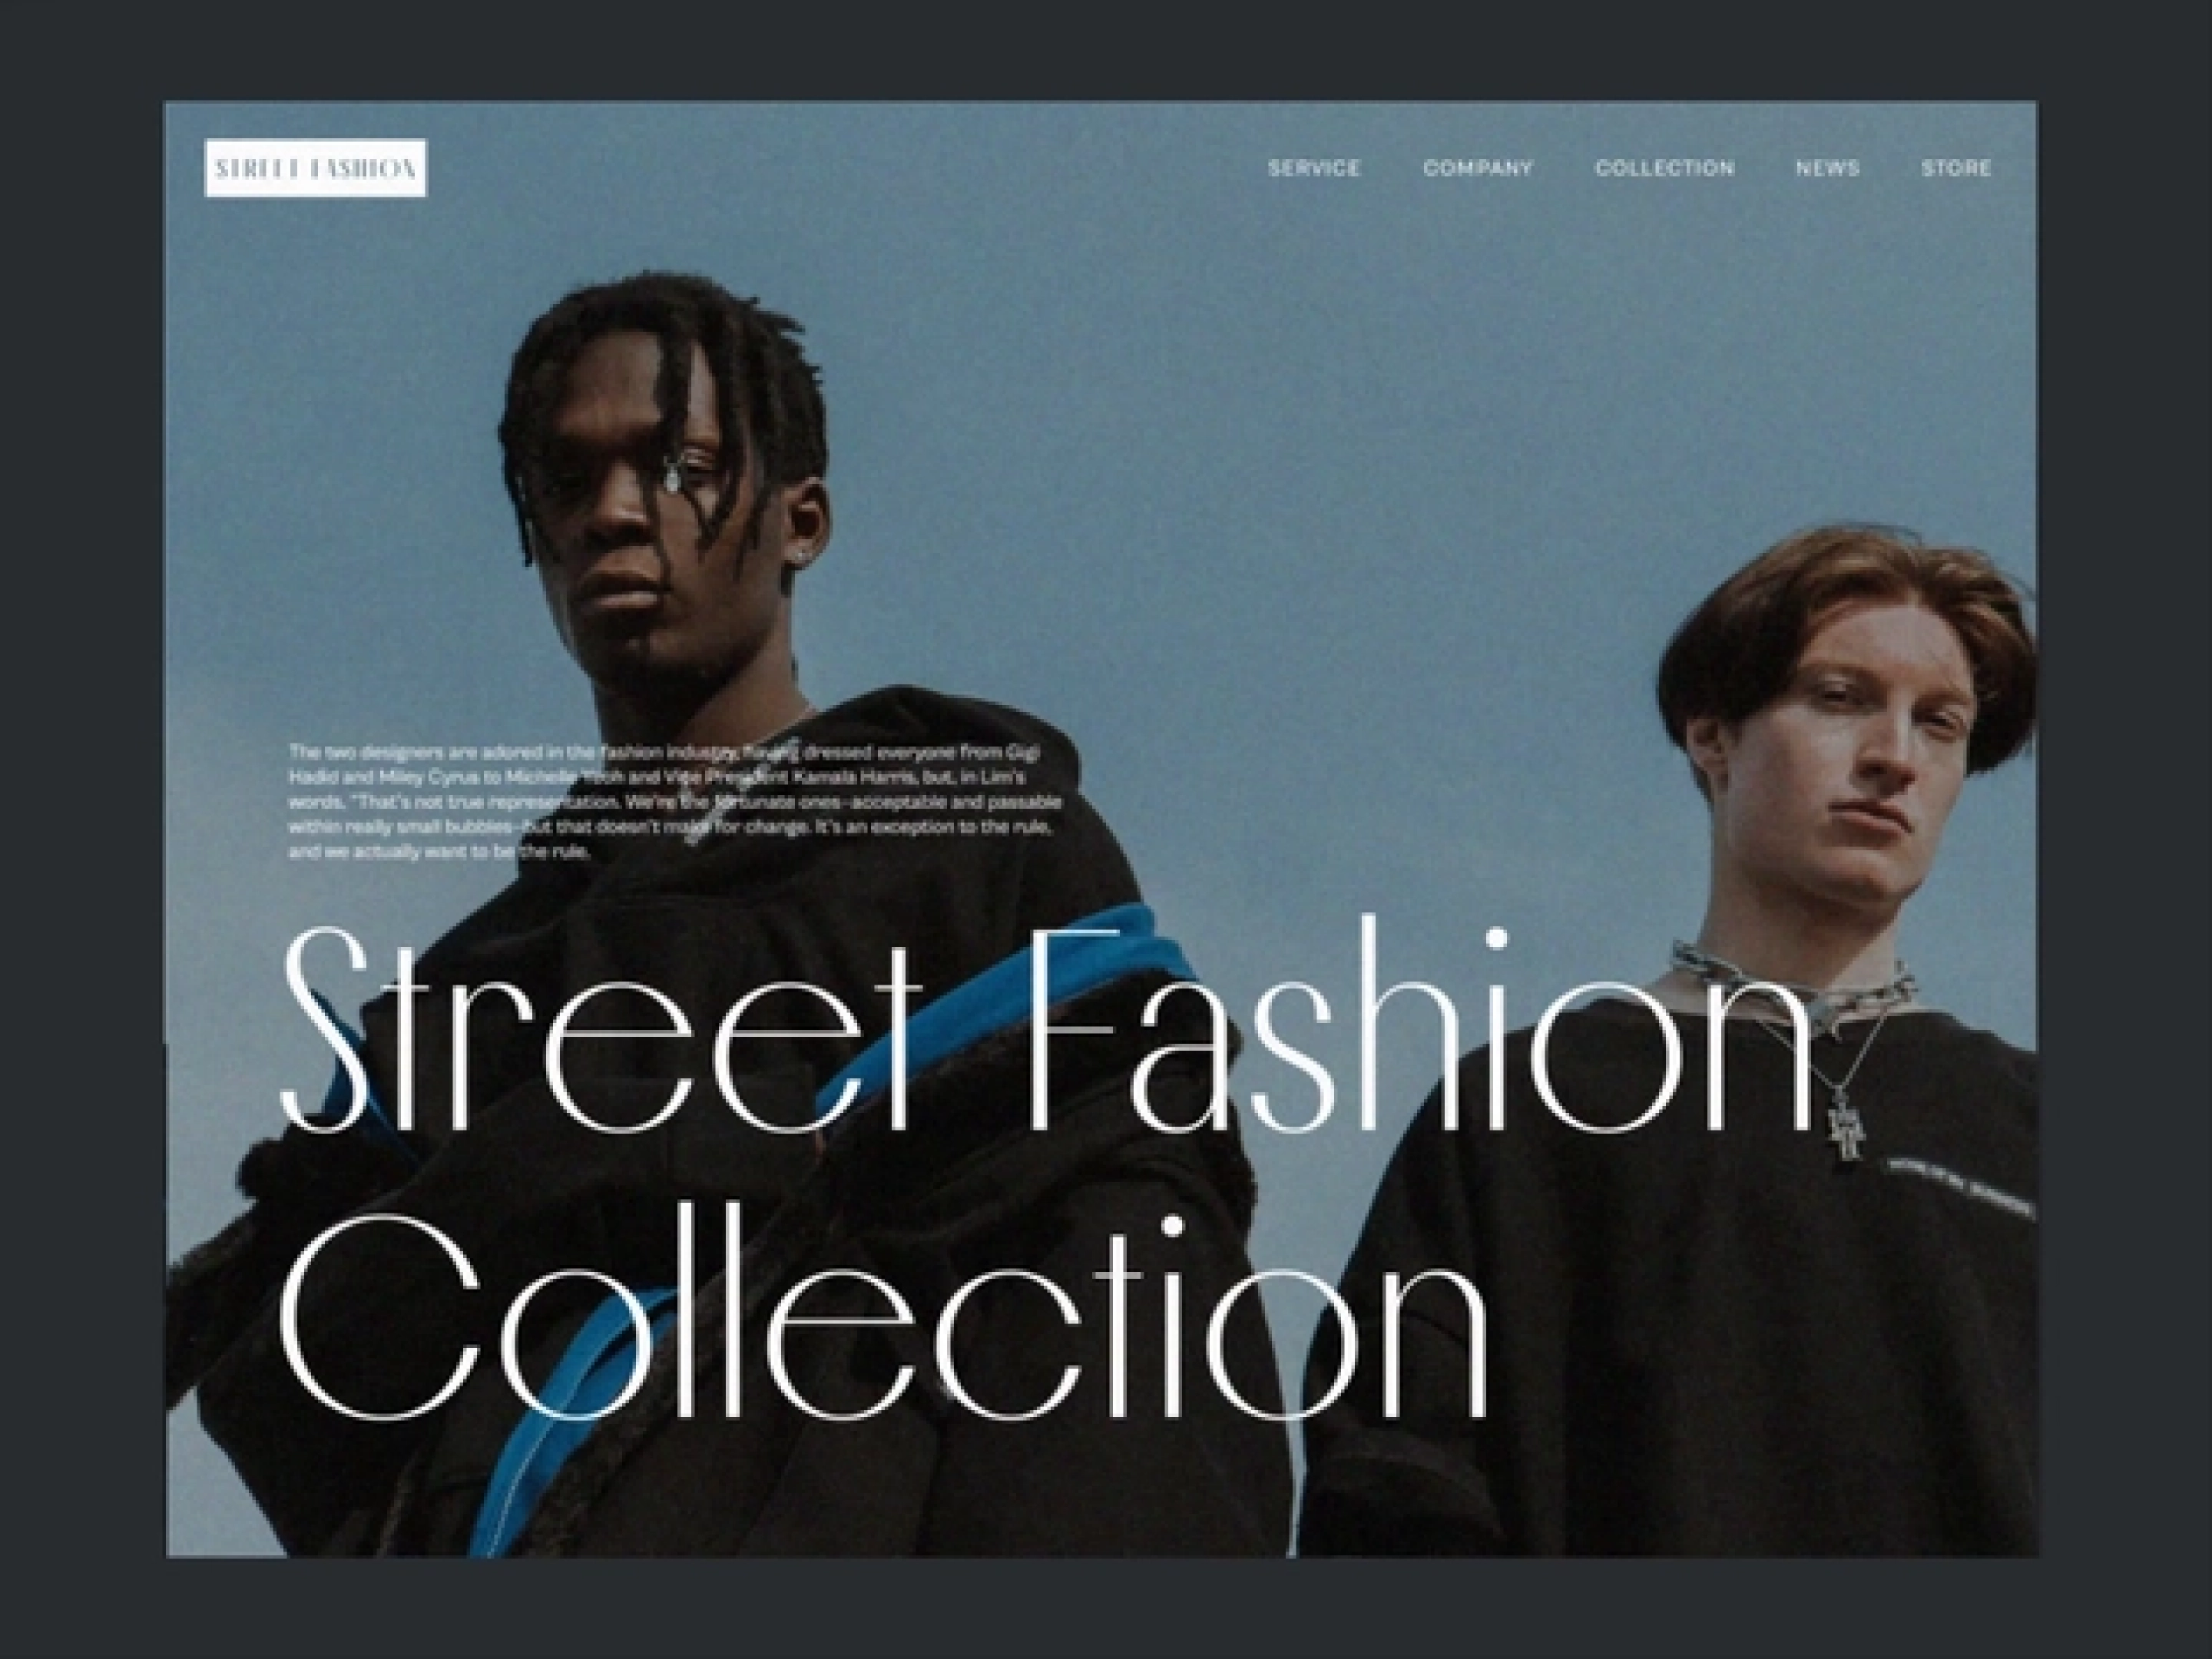 STREET FASHION
SERVICE COMPANY COLLECTION NEWS STORE
The two designers are adored in the fashion industry, having dressed everyone from Gigi
Hadid and Miley Cyrus to Michelle Yeoh and Vice President Kamala Harris, but, in Lim's
words, "That's not true representation. We're the fortunate ones–acceptable and passable
within really small bubbles–but that doesn't make for change. It's an exception to the rule,
and we actually want to be the rule.
Street Fashion
Collection